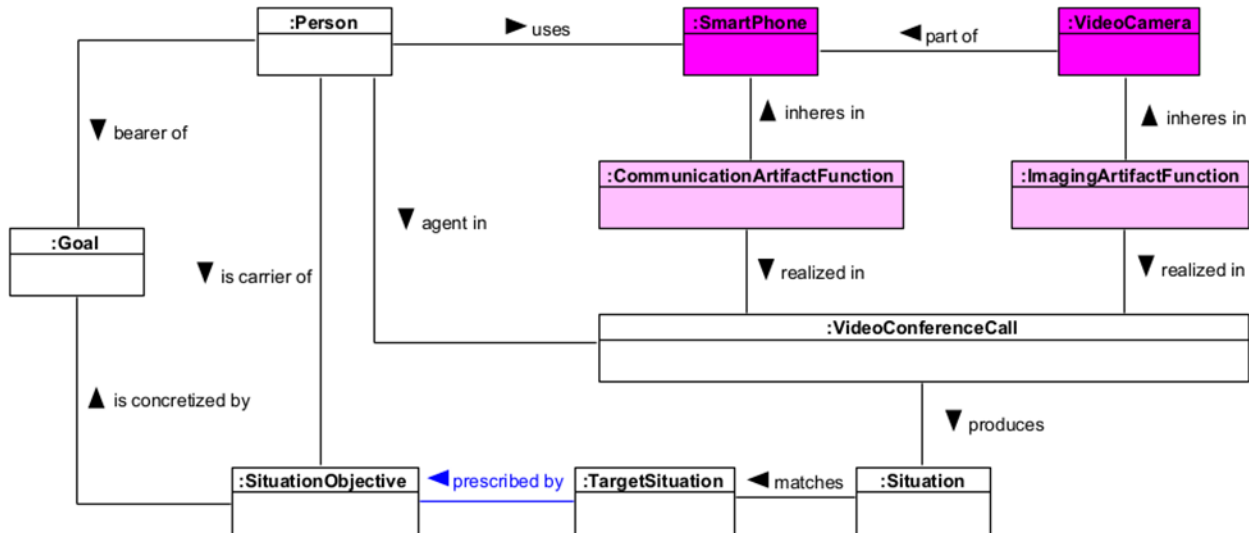 :Person
:SmartPhone
:VideoCamera
uses
part of
bearer of
inheres in
inheres in
:CommunicationArtifactFunction
:ImagingArtifactFunction
agent in
:Goal
is carrier of
realized in
realized in
:VideoConferenceCall
is concretized by
produces
:SituationObjective
prescribed by
:TargetSituation
matches
:Situation